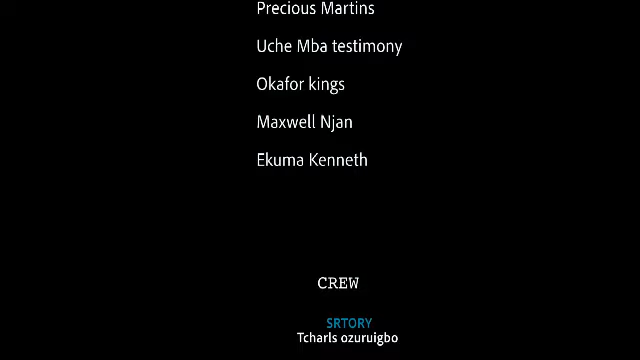 Precious Martins
Uche Mba testimony
Okafor kings
Maxwell Njan
Ekuma Kenneth
CREW
SRTORY
Tcharls ozuruigbo